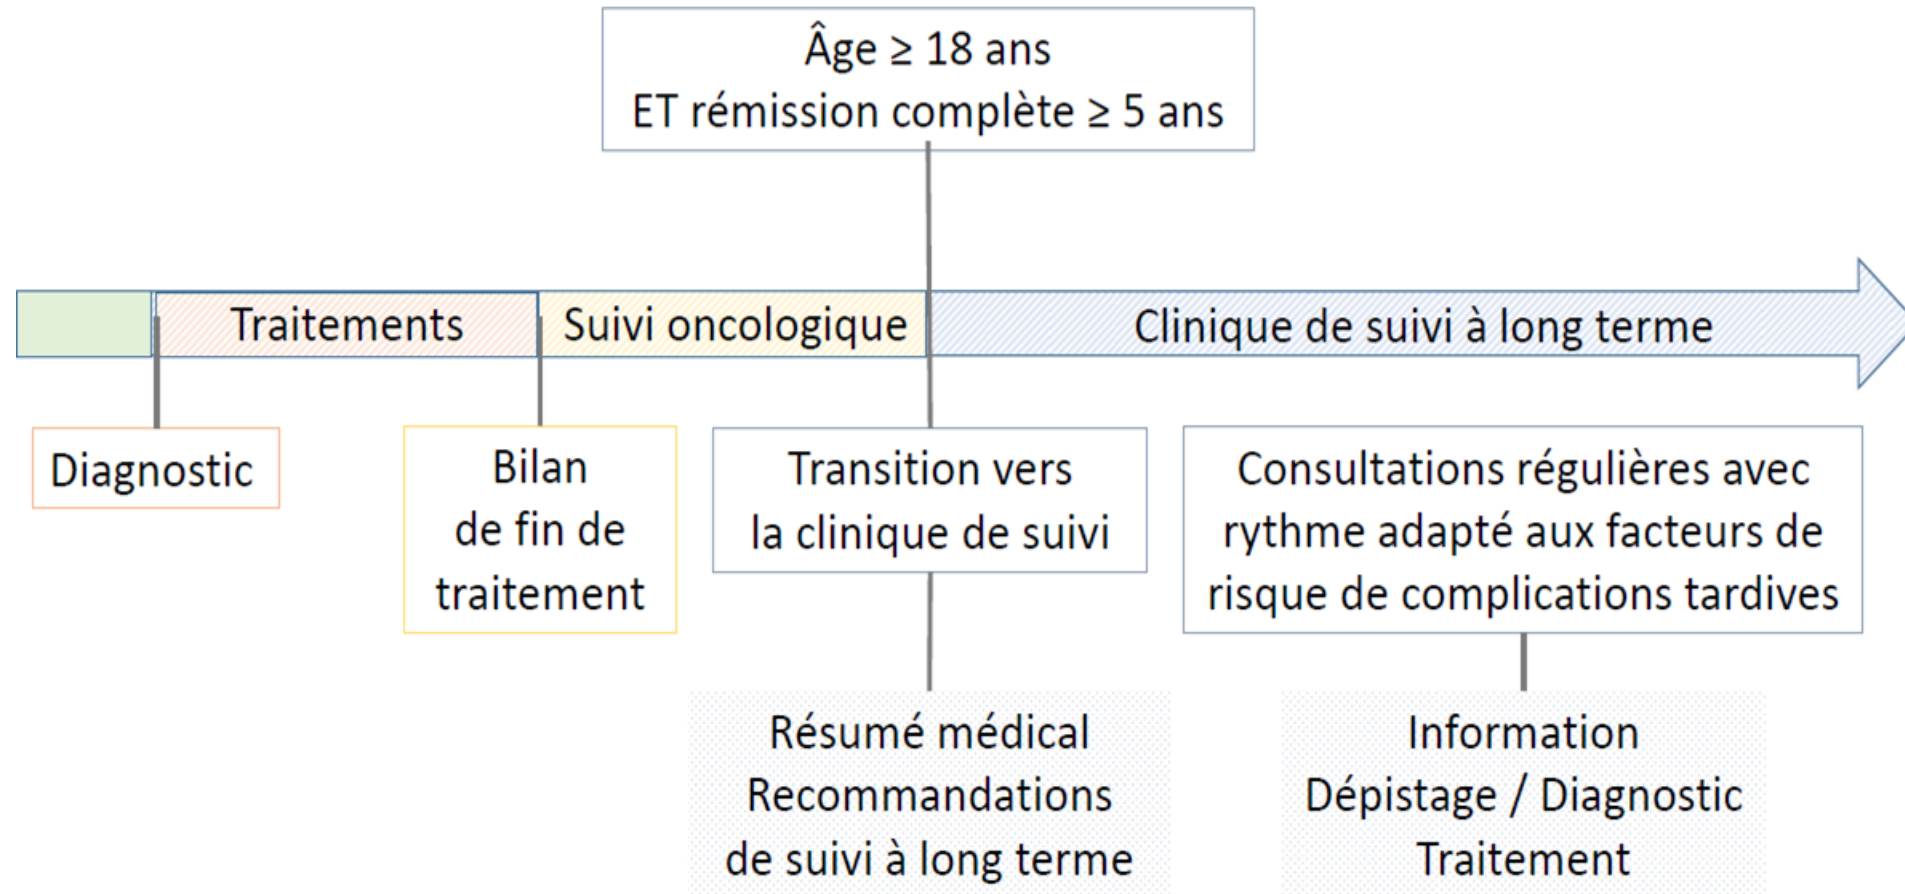 Âge ≥ 18 ans
ET rémission complète ≥ 5 ans
Traitements
Suivi oncologique
Clinique de suivi à long terme
Diagnostic
Bilan
de fin de
traitement
Transition vers
la clinique de suivi
Consultations régulières avec
rythme adapté aux facteurs de
risque de complications tardives
Résumé médical
Recommandations
de suivi à long terme
Information
Dépistage / Diagnostic
Traitement